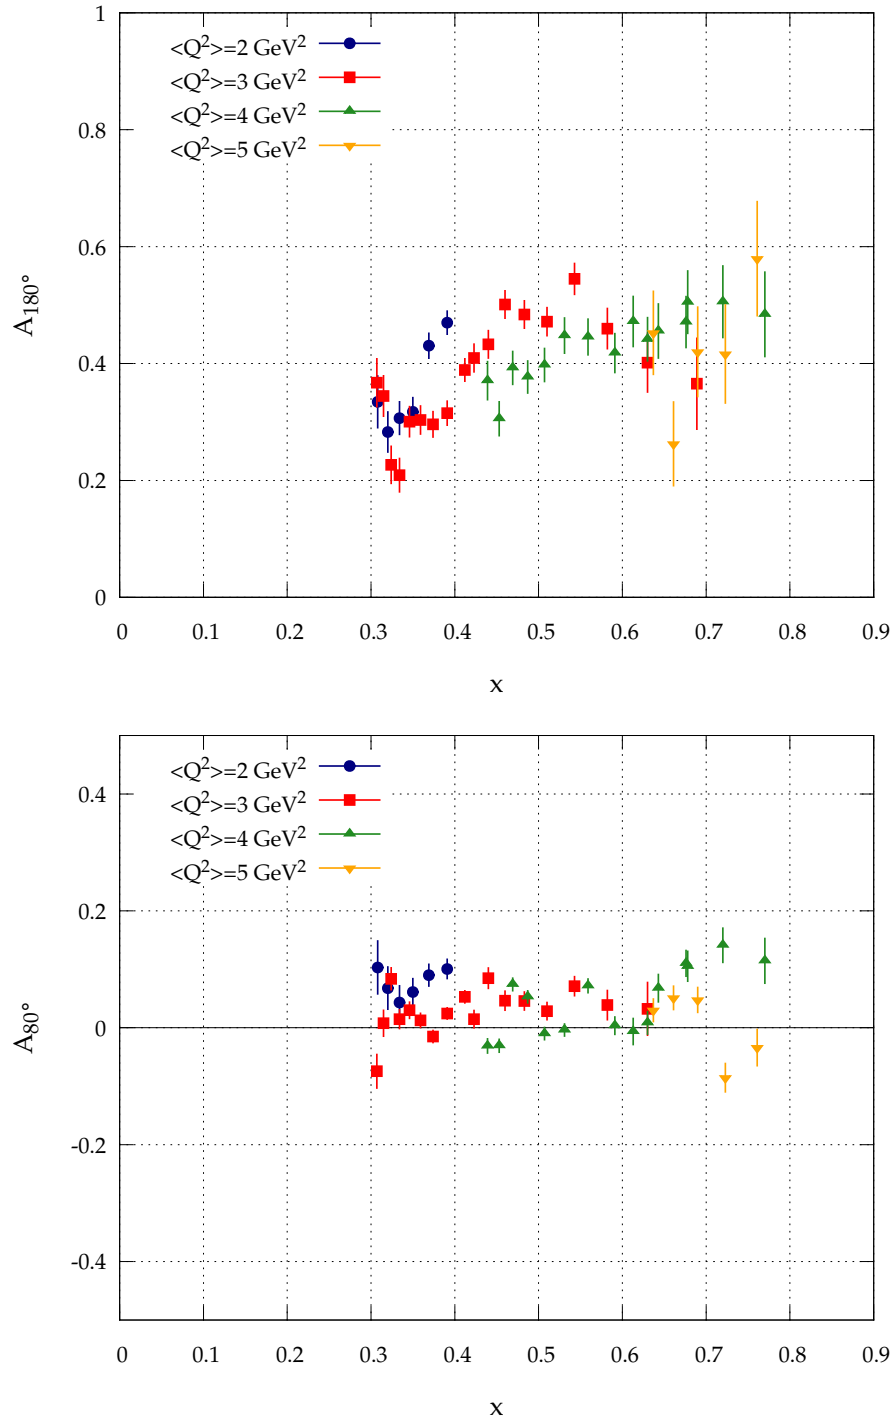 1
<Q²>=2 GeV²
<Q²>=3 GeV²
0.8
<Q²>=4 GeV²
<Q²>=5 GeV²
0.6
A₁₈₀°
0.4
0.2
0
0 0.1 0.2 0.3 0.4 0.5 0.6 0.7 0.8 0.9
x
<Q²>=2 GeV²
0.4
<Q²>=3 GeV²
<Q²>=4 GeV²
<Q²>=5 GeV²
0.2
A₈₀°
0
-0.2
-0.4
0 0.1 0.2 0.3 0.4 0.5 0.6 0.7 0.8 0.9
x